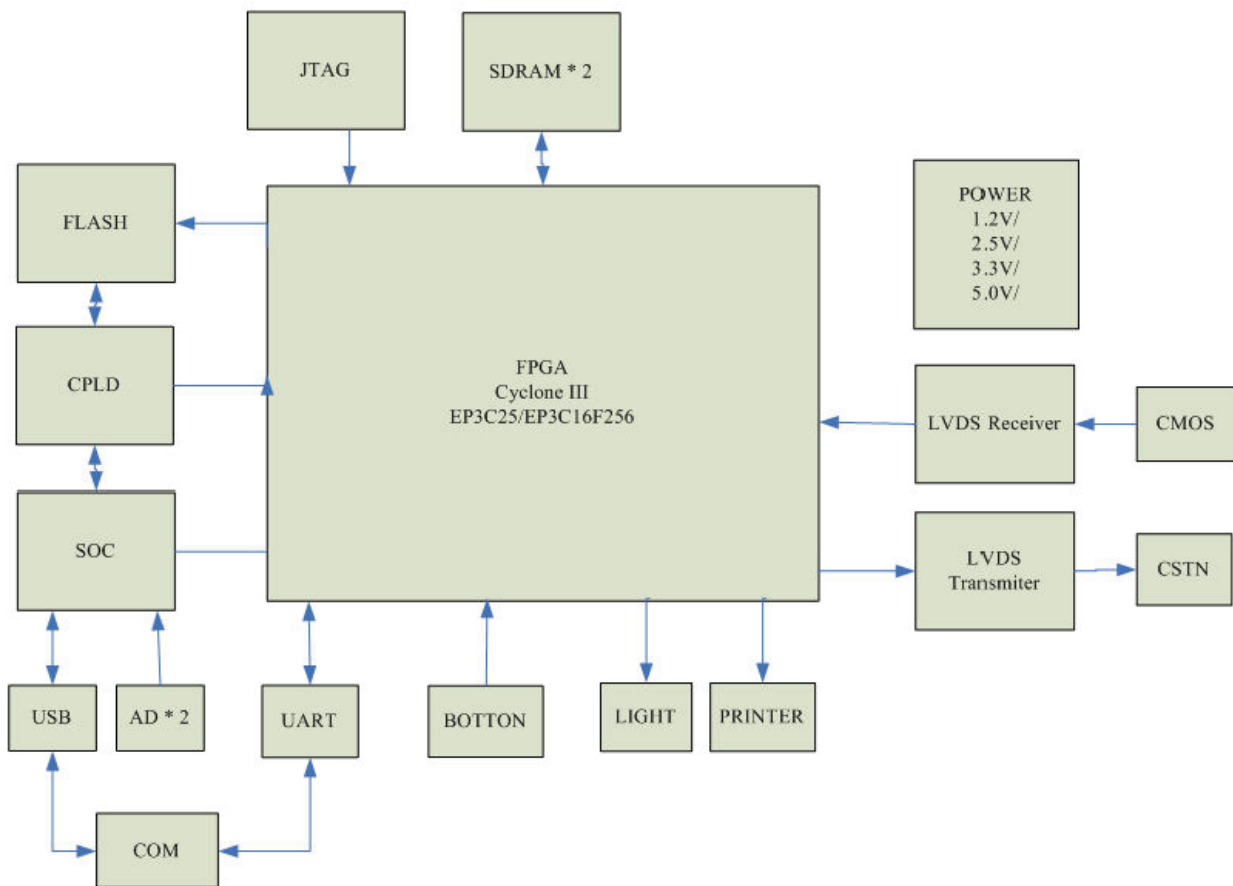 JTAG
SDRAM * 2
FLASH
POWER
1.2V/
2.5V/
3.3V/
5.0V/
CPLD
FPGA
Cyclone III
EP3C25/EP3C16F256
LVDS Receiver
CMOS
SOC
LVDS
Transmiter
CSTN
USB
AD * 2
UART
BOTTON
LIGHT
PRINTER
COM